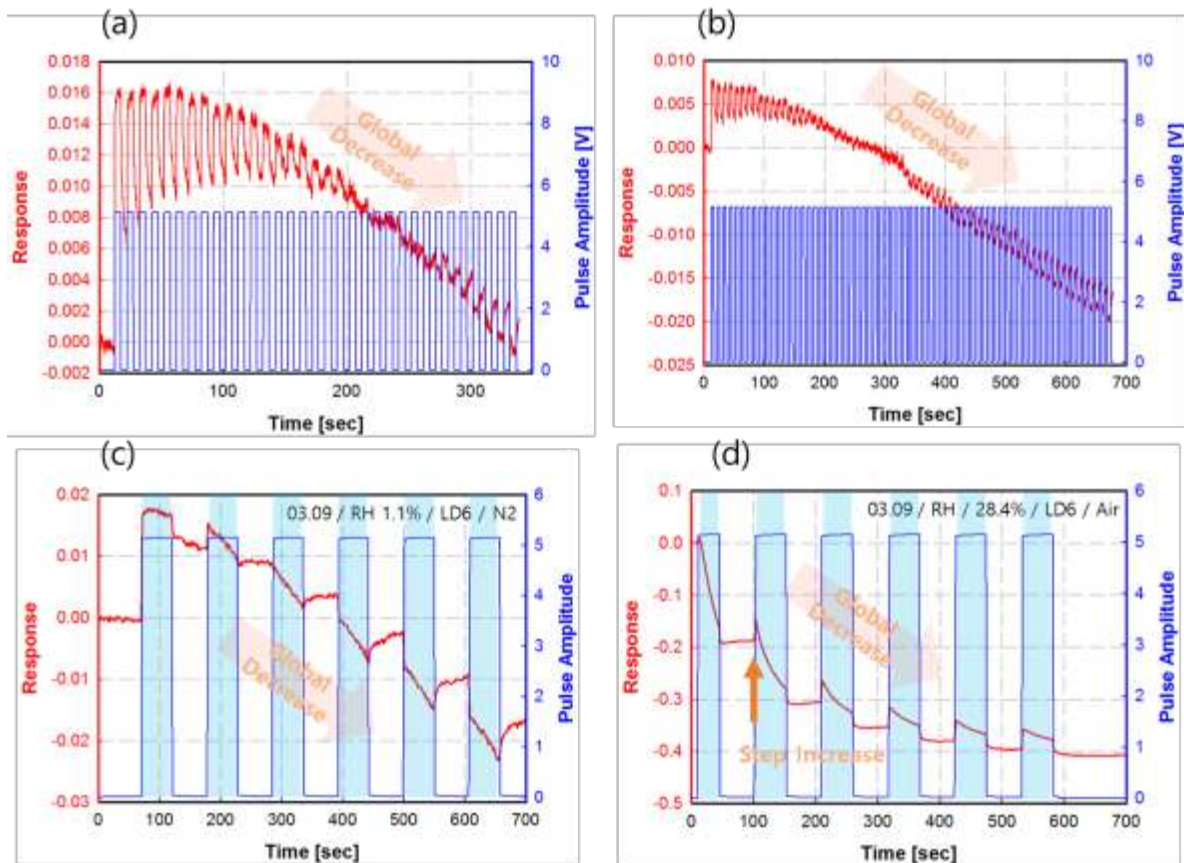 (a)
0.018
0.016
0.014
0.012
0.010
0.008
0.006
0.004
0.002
0.000
-0.002
Response
10
8
6
4
2
0
Pulse Amplitude [V]
Global
Decrease
0
100
200
300
Time [sec]
(b)
0.010
0.005
0.000
-0.005
-0.010
-0.015
-0.020
-0.025
Response
10
8
6
4
2
0
Pulse Amplitude [V]
Global
Decrease
0 100 200 300 400 500 600 700
Time [sec]
(c)
0.02
0.01
0.00
-0.01
-0.02
-0.03
Response
03.09 / RH 1.1% / LD6 / N2
6
5
4
3
2
1
0
Pulse Amplitude
Global
Decrease
0 100 200 300 400 500 600 700
Time [sec]
(d)
0.1
0.0
-0.1
-0.2
-0.3
-0.4
-0.5
Response
03.09 / RH / 28.4% / LD6 / Air
6
5
4
3
2
1
0
Pulse Amplitude
Global
Decrease
Step Increase
0 100 200 300 400 500 600 700
Time [sec]